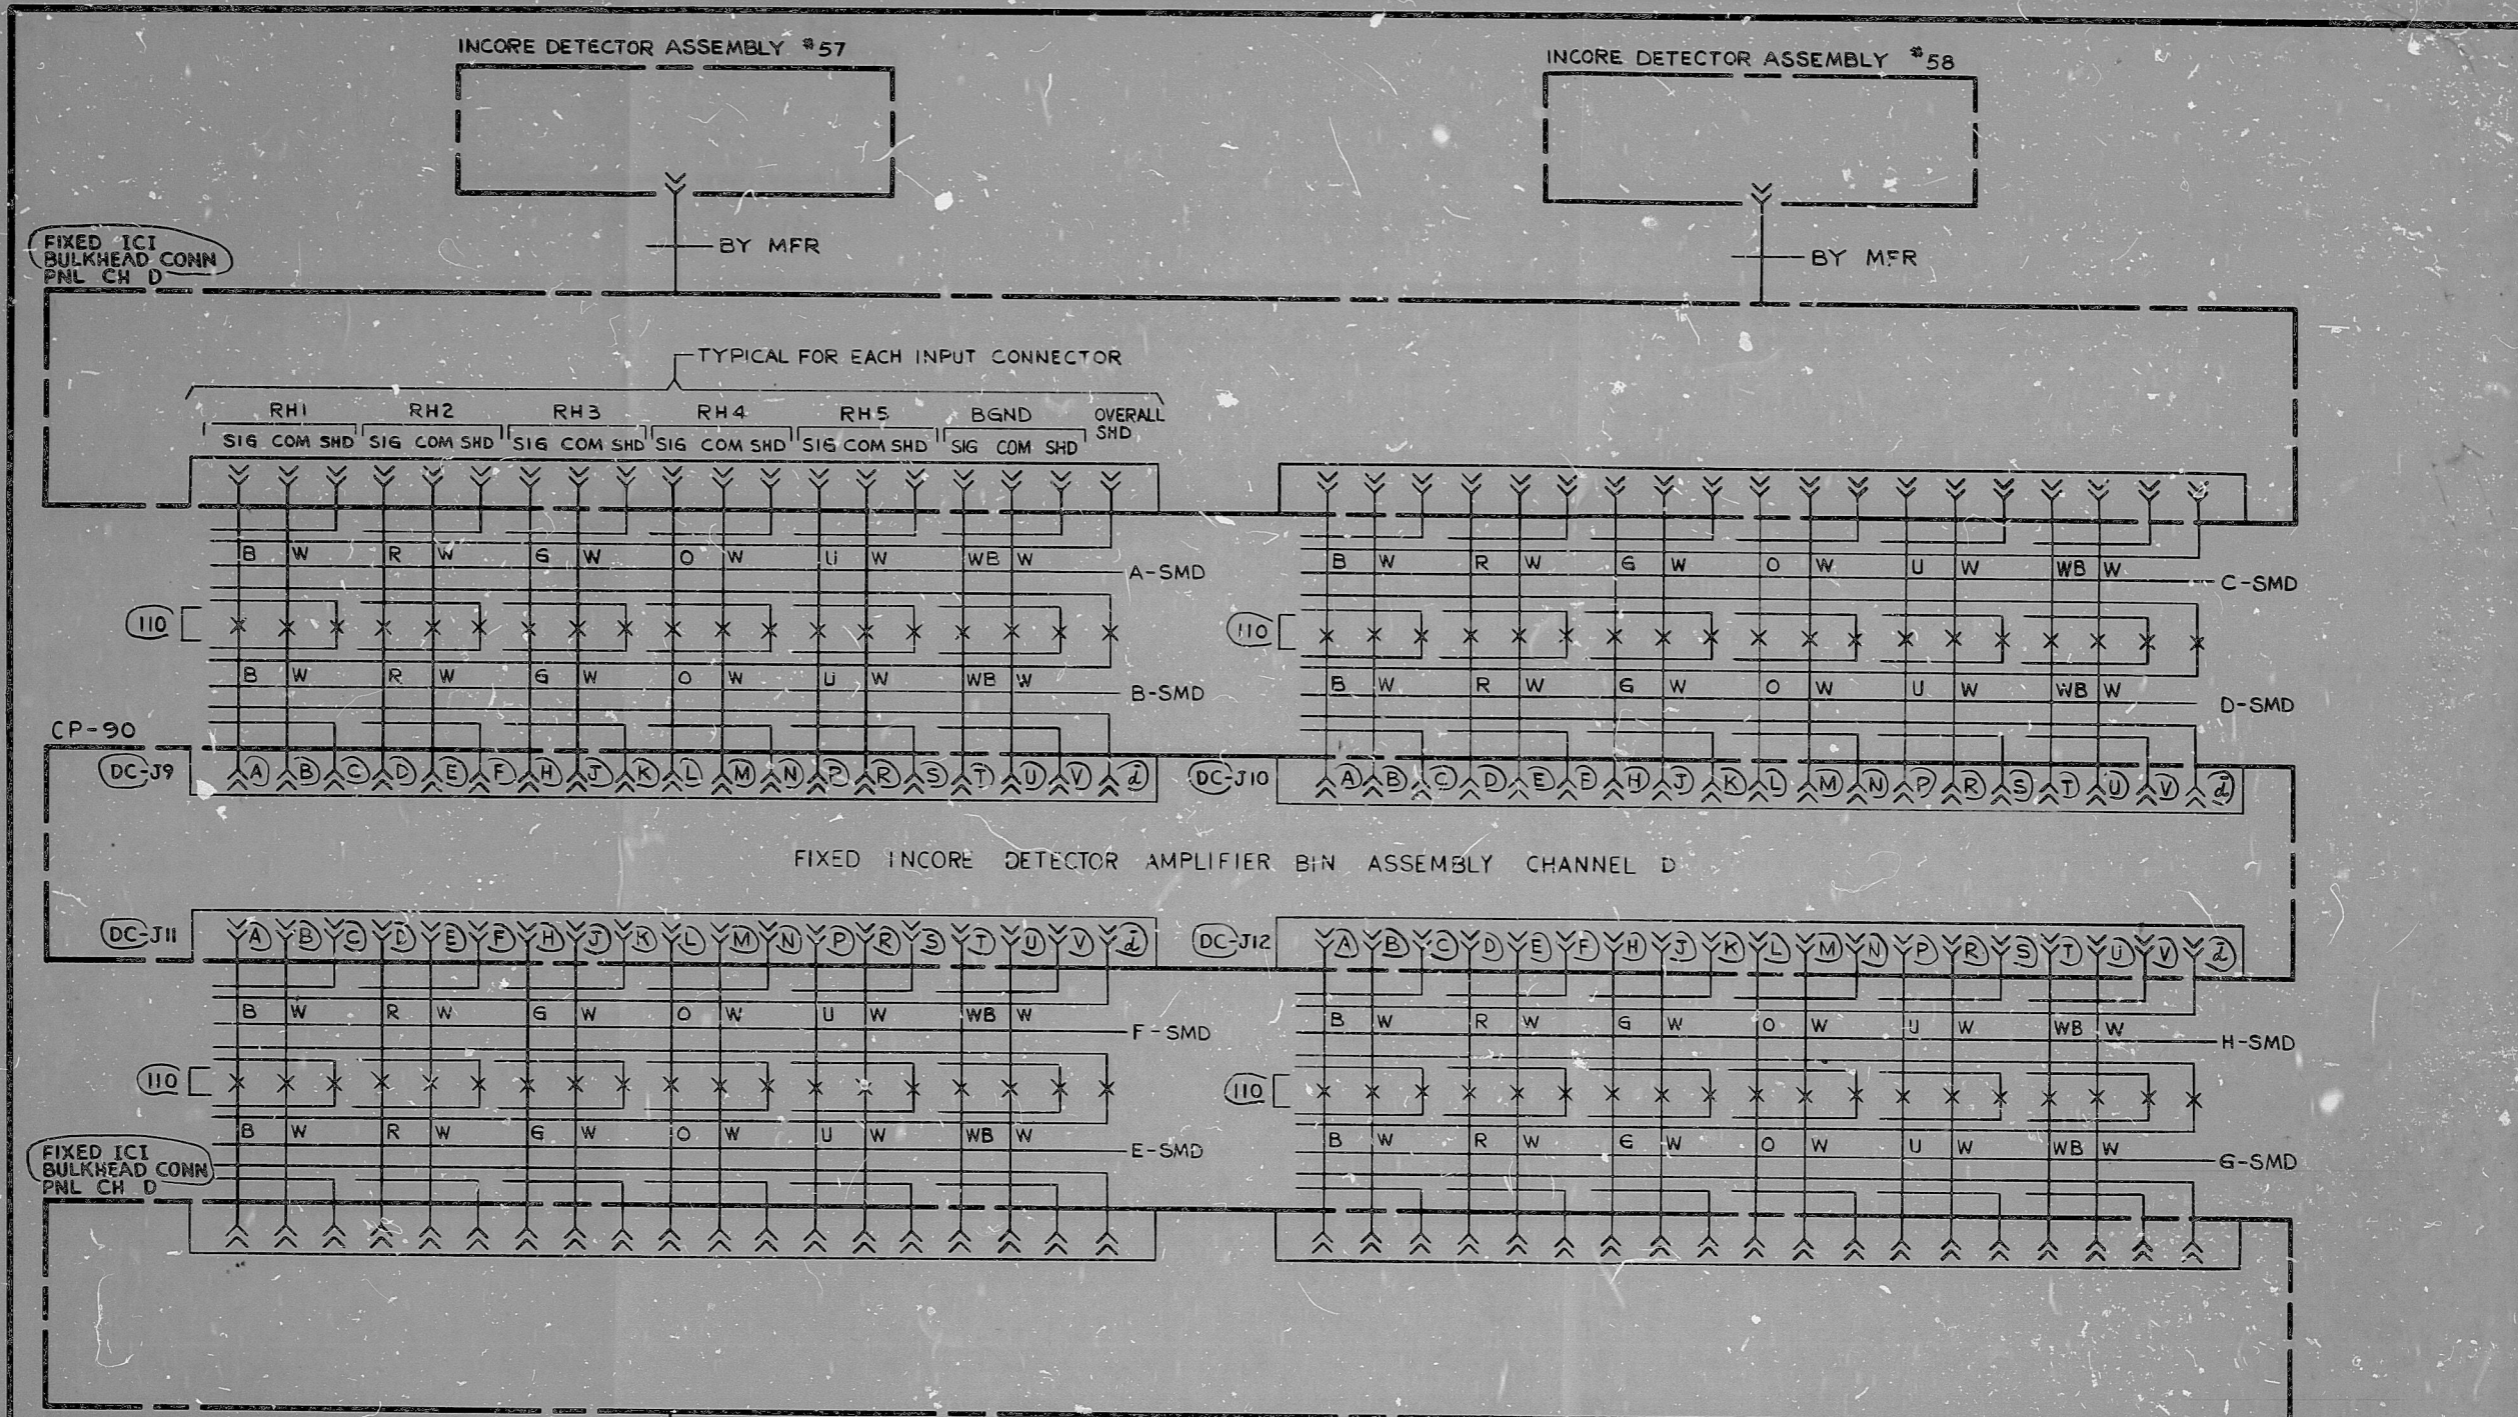 INCORE DETECTOR ASSEMBLY #57
INCORE DETECTOR ASSEMBLY #58
BY MFR
BY MFR
FIXED ICI
BULKHEAD CONN
PNL CH D
TYPICAL FOR EACH INPUT CONNECTOR
RH1 RH2 RH3 RH4 RH5 BGND OVERALL SHD
SIG COM SHD SIG COM SHD SIG COM SHD SIG COM SHD SIG COM SHD SIG COM SHD
B W R W G W O W U W WB W
A-SMD
B W R W G W O W U W WB W
C-SMD
110
110
B W R W G W O W U W WB W
B-SMD
B W R W G W O W U W WB W
D-SMD
CP-90
DC-J9 A B C D E F H J K L M N P R S T U V d
DC-J10 A B C D E F H J K L M N P R S T U V d
FIXED INCORE DETECTOR AMPLIFIER BIN ASSEMBLY CHANNEL D
DC-J11 A B C D E F H J K L M N P R S T U V d
DC-J12 A B C D E F H J K L M N P R S T U V d
B W R W G W O W U W WB W
F-SMD
B W R W G W O W U W WB W
H-SMD
110
110
B W R W G W O W U W WB W
E-SMD
B W R W G W O W U W WB W
G-SMD
FIXED ICI
BULKHEAD CONN
PNL CH D